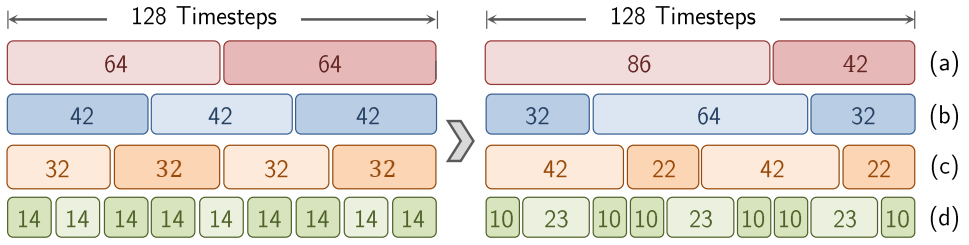 128 Timesteps 128 Timesteps
64 64 86 42 (a)
42 42 42 32 64 32 (b)
32 32 32 32 42 22 42 22 (c)
14 14 14 14 14 14 14 14 14 10 23 10 10 23 10 10 23 10 (d)